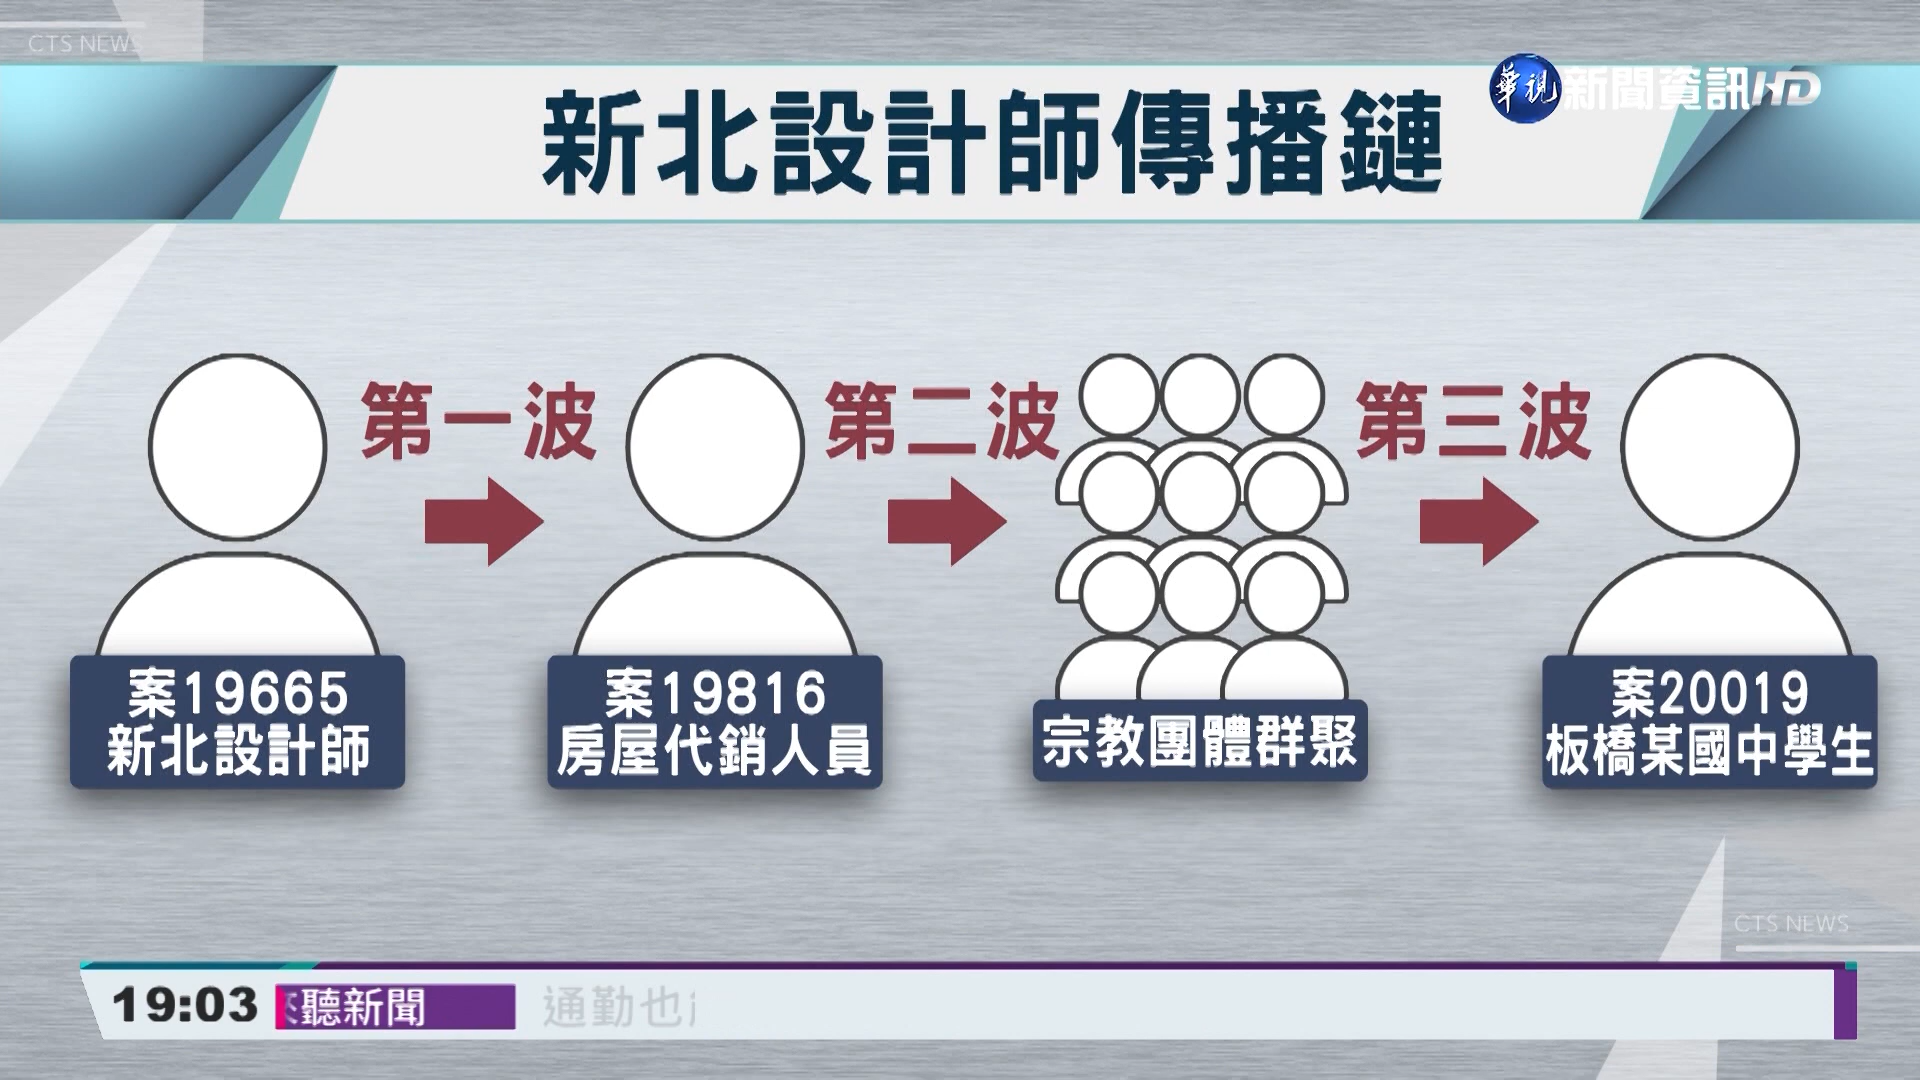 CTS NEWS
華視新聞資訊HD
新北設計師傳播鏈
第一波
第二波
第三波
案19665
新北設計師
案19816
房屋代銷人員
宗教團體群聚
案20019
板橋某國中學生
CTS NEWS
19:03
聽新聞
通勤也